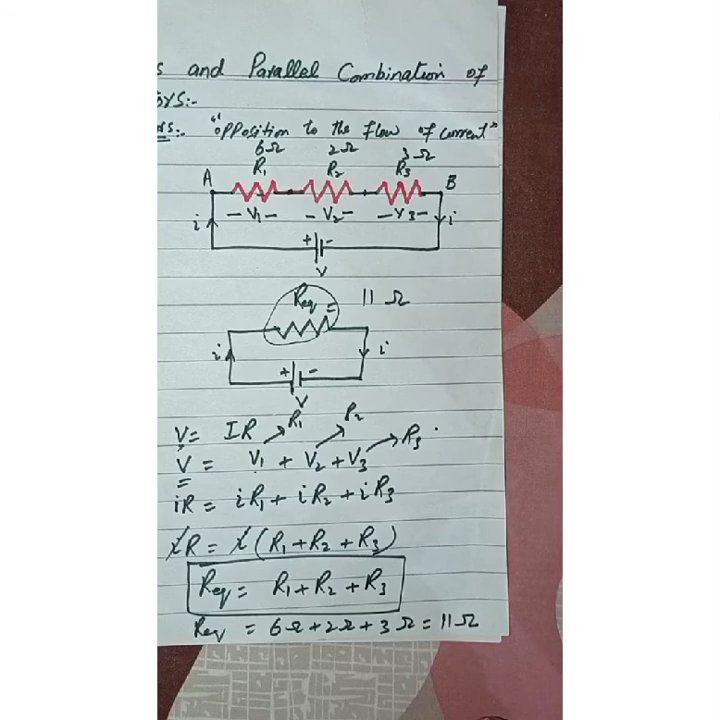 s and Parallel Combination of
ors:-
rs:- "opposition to the flow of current"
6Ω 2Ω 3Ω
R₁ R₂ R₃
A B
i -V₁- -V₂- -V₃- i
+ -
V
Req = 11 Ω
i i
+ -
V
R₁ R₂
V = IR R₃
V = V₁ + V₂ + V₃
=
iR = iR₁ + iR₂ + iR₃
iR = i (R₁ + R₂ + R₃)
Req = R₁ + R₂ + R₃
Req = 6Ω + 2Ω + 3Ω = 11Ω